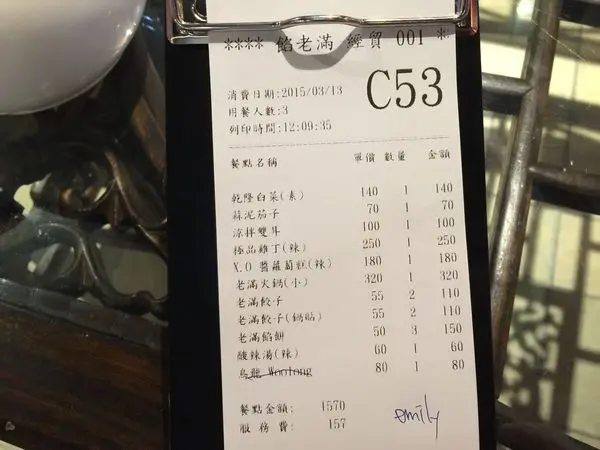 **** 餡老滿 經貿 001 *
消費日期:2015/03/13
用餐人數:3
列印時間:12:09:35
C53
餐點名稱 單價 數量 金額
乾隆白菜(素) 140 1 140
蒜泥茄子 70 1 70
涼拌雙耳 100 1 100
極品雞丁(辣) 250 1 250
X.O 醬蘿蔔糕(辣) 180 1 180
老滿火鍋(小) 320 1 320
老滿餃子 55 2 110
老滿餃子(鍋貼) 55 2 110
老滿餡餅 50 3 150
酸辣湯(辣) 60 1 60
烏龍 Woolong 80 1 80
餐點金額: 1570
服務費: 157
emily